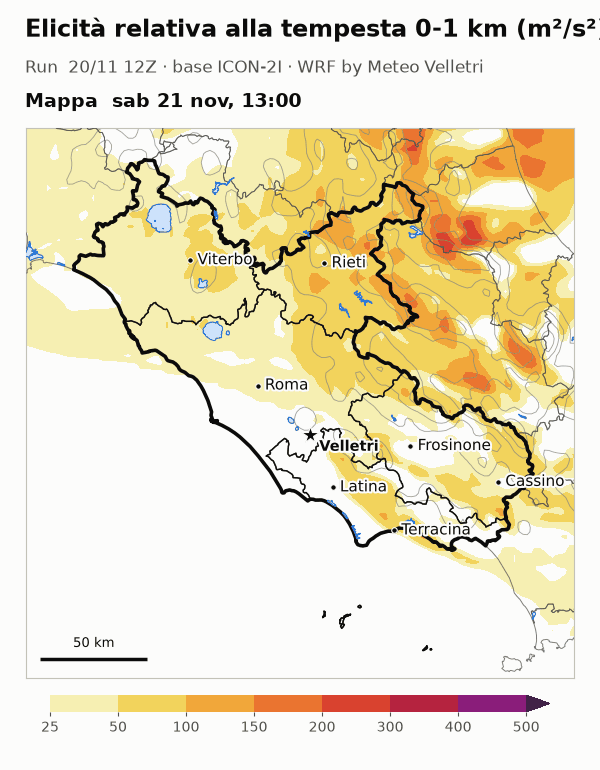 Elicità relativa alla tempesta 0-1 km (m²/s²)
Run 20/11 12Z · base ICON-2I · WRF by Meteo Velletri
Mappa sab 21 nov, 13:00
Viterbo
Rieti
Roma
Velletri
Frosinone
Latina
Cassino
Terracina
50 km
25 50 100 150 200 300 400 500